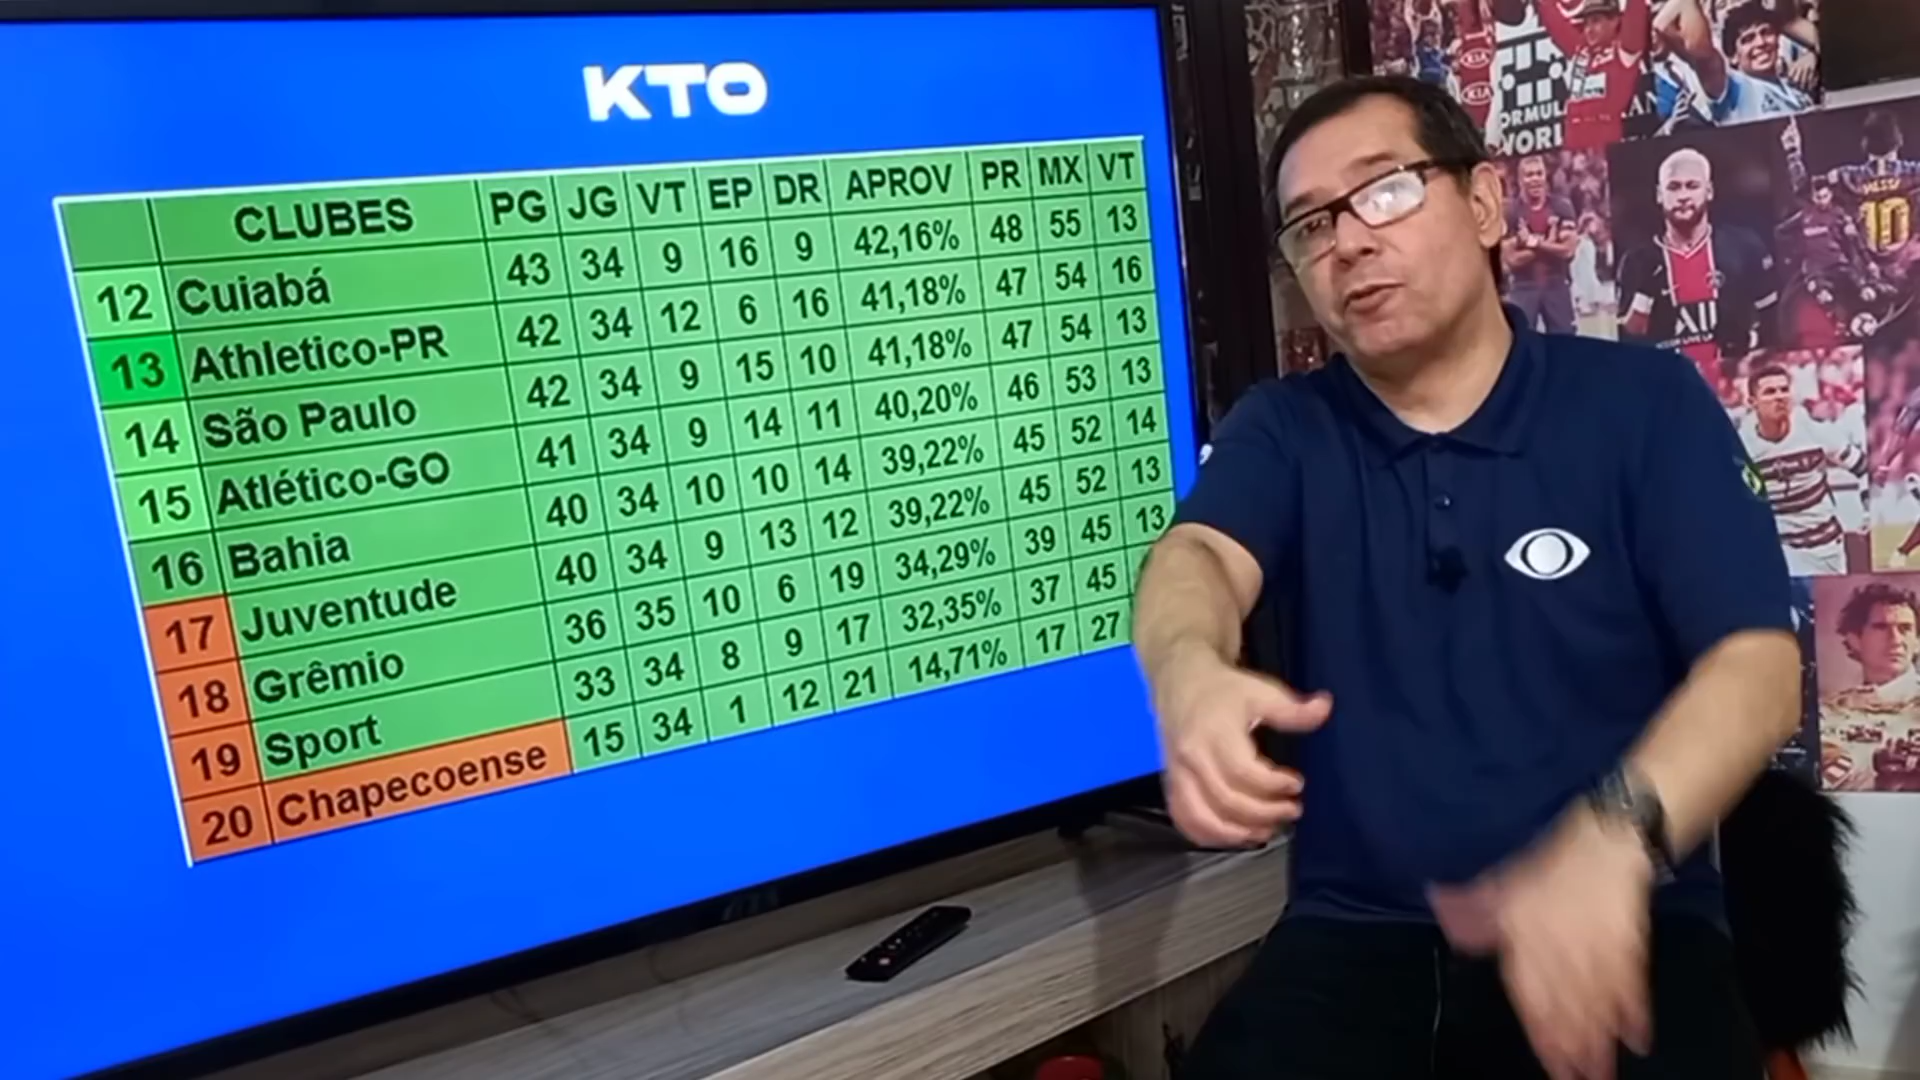 KTO
CLUBES PG JG VT EP DR APROV PR MX VT
12 Cuiabá 43 34 9 16 9 42,16% 48 55 13
13 Athletico-PR 42 34 12 6 16 41,18% 47 54 16
14 São Paulo 42 34 9 15 10 41,18% 47 54 13
15 Atlético-GO 41 34 9 14 11 40,20% 46 53 13
16 Bahia 40 34 10 10 14 39,22% 45 52 14
17 Juventude 40 34 9 13 12 39,22% 45 52 13
18 Grêmio 36 35 10 6 19 34,29% 39 45 13
19 Sport 33 34 8 9 17 32,35% 37 45
20 Chapecoense 15 34 1 12 21 14,71% 17 27
KIA
KIA
ORMUL
WORL
MESSI
10